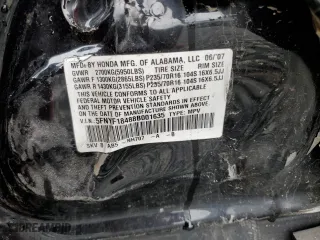 MFD. BY HONDA MFG. OF ALABAMA, LLC 06/07
GVWR 2700KG(5950LBS) TIRE SIZE RIM SIZE
GAWR F 1300KG(2865LBS) P235/70R16 104S 16X6.5JJ
GAWR R 1430KG(3155LBS) P235/70R16 104S 16X6.5JJ
THIS VEHICLE CONFORMS TO ALL APPLICABLE
FEDERAL MOTOR VEHICLE SAFETY AND
THEFT PREVENTION STANDARDS IN EFFECT ON
THE DATE OF MANUFACTURE SHOWN ABOVE.
V.I.N. 5FNYF18488B001635 TYPE: MPV
A B